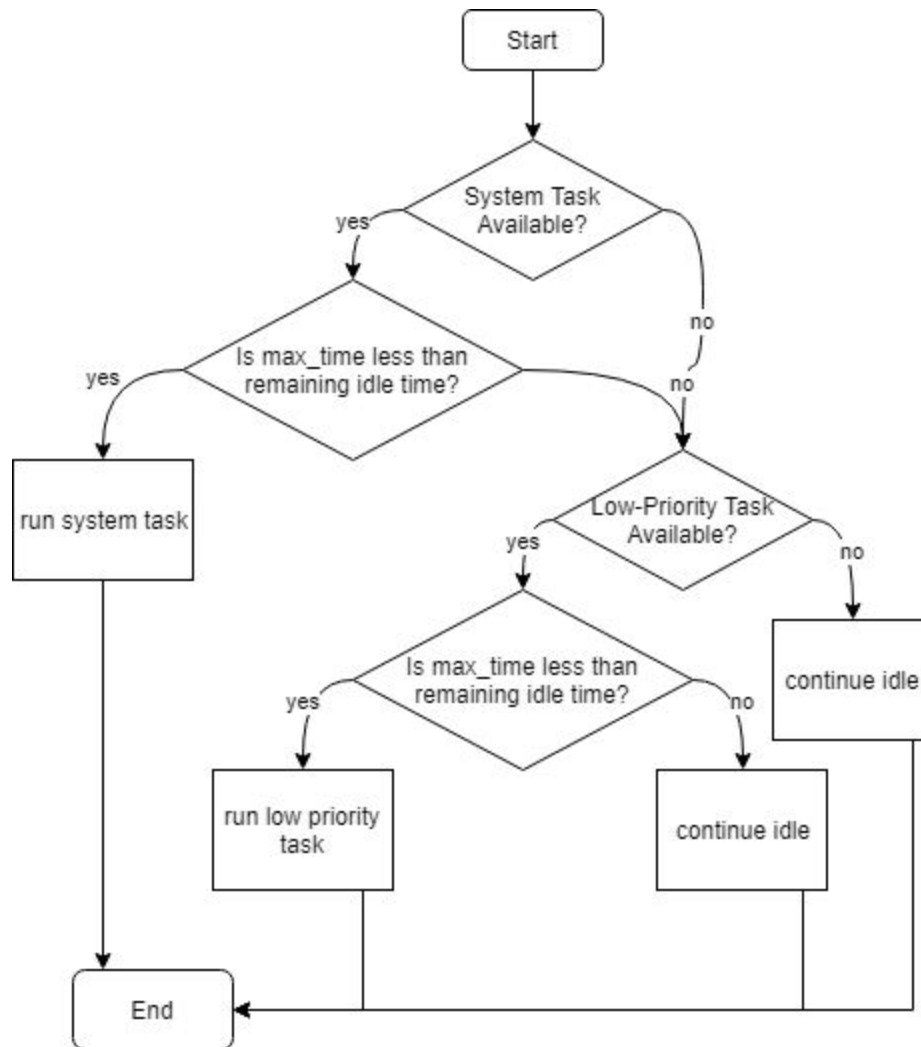 Start
System Task
Available?
yes
no
Is max_time less than
remaining idle time?
yes
no
run system task
Low-Priority Task
Available?
yes
no
Is max_time less than
remaining idle time?
continue idle
yes
no
run low priority
task
continue idle
End